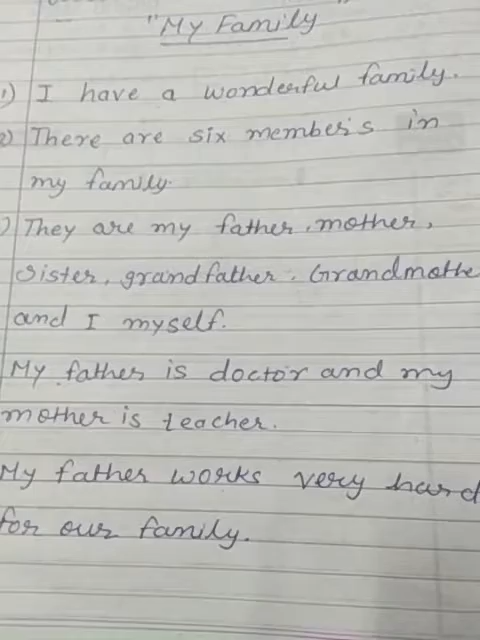 "My Family
1) I have a wonderful family.
2) There are six member's in
my family.
) They are my father, mother,
Sister, grandfather. Grandmothe
and I myself.
My father is doctor and my
mother is teacher.
My father works very hard
for our family.